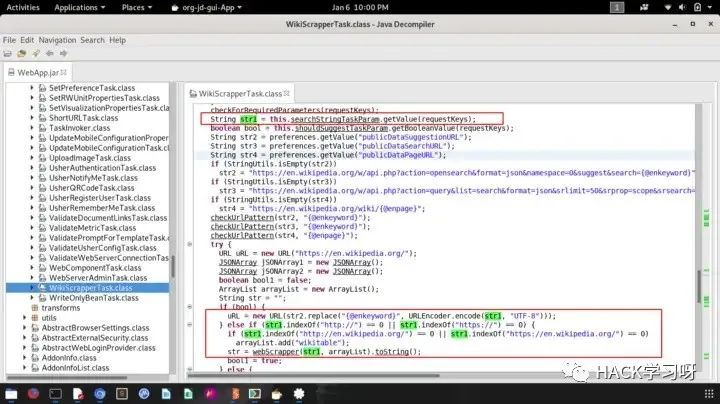 Activities Applications Places org-jd-gui-App Jan 6 10:00 PM 1
WikiScrapperTask.class - Java Decompiler
File Edit Navigation Search Help
WebApp.jar
SetPreferenceTask.class
SetRWUnitPropertiesTask.class
SetVisualizationPropertiesTask.class
ShortURLTask.class
TaskInvoker.class
UpdateMobileConfigurationProper
UpdateMobileConfigurationPropert
UploadImageTask.class
UserAuthenticationTask.class
UserNotifyMeTask.class
UserQRCodeTask.class
UserRegisterUserTask.class
UserRememberMeTask.class
ValidateDocumentLinksTask.class
ValidateMetricTask.class
ValidatePromptForTemplateTask.c
ValidateUsherConfigTask.class
ValidateWebServerConnectionTas
WebComponentTask.class
WebServerAdminTask.class
WikiScrapperTask.class
WriteOnlyBeanTask.class
transforms
utils
AbstractBrowserSettings.class
AbstractExternalSecurity.class
AbstractWebLoginProvider.class
AddonInfo.class
AddonInfoList.class
WikiScrapperTask.class
checkForRequiredParameters(requestKeys);
String str1 = this.searchStringTaskParam.getValue(requestKeys);
boolean bool = this.shouldSuggestTaskParam.getBooleanValue(requestKeys);
String str2 = preferences.getValue("publicDataSuggestionURL");
String str3 = preferences.getValue("publicDataSearchURL");
String str4 = preferences.getValue("publicDataPageURL");
if (StringUtils.isEmpty(str2))
str2 = "https://en.wikipedia.org/w/api.php?action=opensearch&format=json&namespace=0&suggest&search={@enkeyword}"
if (StringUtils.isEmpty(str3))
str3 = "https://en.wikipedia.org/w/api.php?action=query&list=search&format=json&srlimit=50&srprop=scope&srsearch=
if (StringUtils.isEmpty(str4))
str4 = "https://en.wikipedia.org/wiki/{@enpage}";
checkUrlPattern(str2, "{@enkeyword}");
checkUrlPattern(str3, "{@enkeyword}");
checkUrlPattern(str4, "{@enpage}");
try {
URL uRL = new URL("https://en.wikipedia.org/");
JSONArray jSONArray1 = new JSONArray();
JSONArray jSONArray2 = new JSONArray();
boolean bool1 = false;
ArrayList arrayList = new ArrayList();
String str = "";
if (bool) {
uRL = new URL(str2.replace("{@enkeyword}", URLEncoder.encode(str1, "UTF-8")));
} else if (str1.indexOf("http://") == 0 || str1.indexOf("https://") == 0) {
if (str1.indexOf("http://en.wikipedia.org/") == 0 || str1.indexOf("https://en.wikipedia.org/") == 0)
arrayList.add("wikitable");
str = webScrapper(str1, arrayList).toString();
bool1 = true;
} else {
HACK学习呀